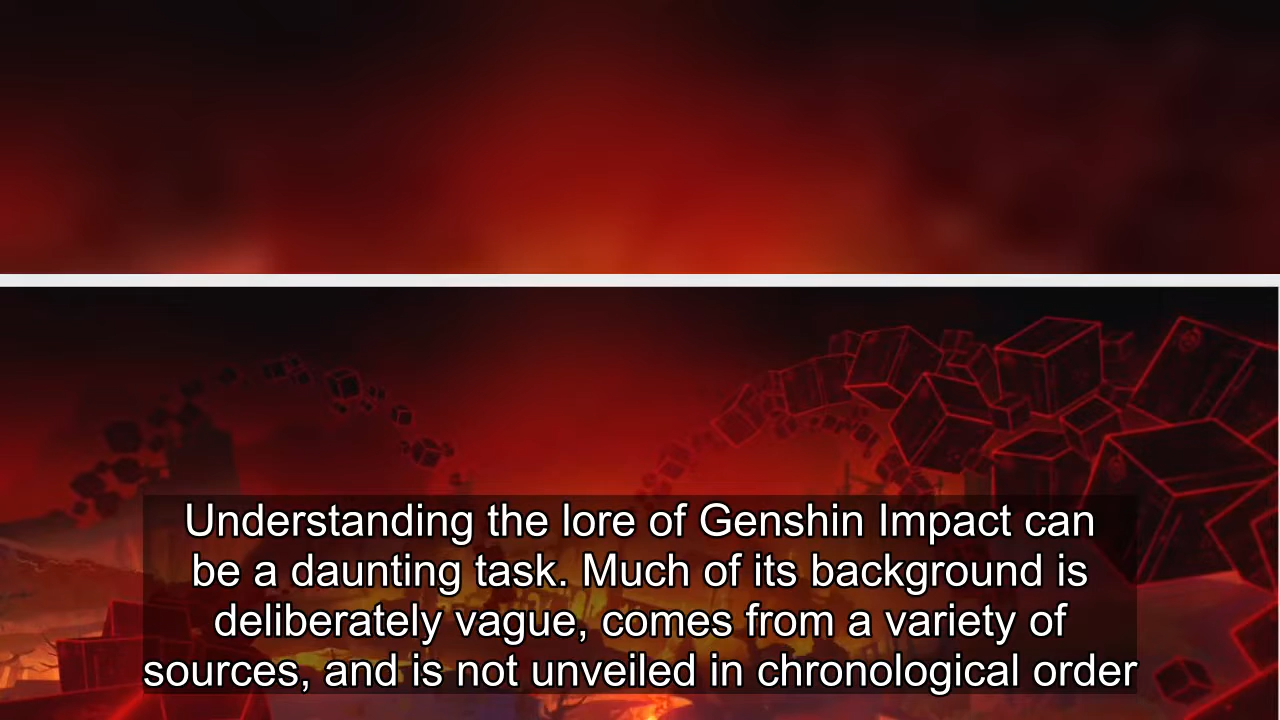 Understanding the lore of Genshin Impact can
be a daunting task. Much of its background is
deliberately vague, comes from a variety of
sources, and is not unveiled in chronological order